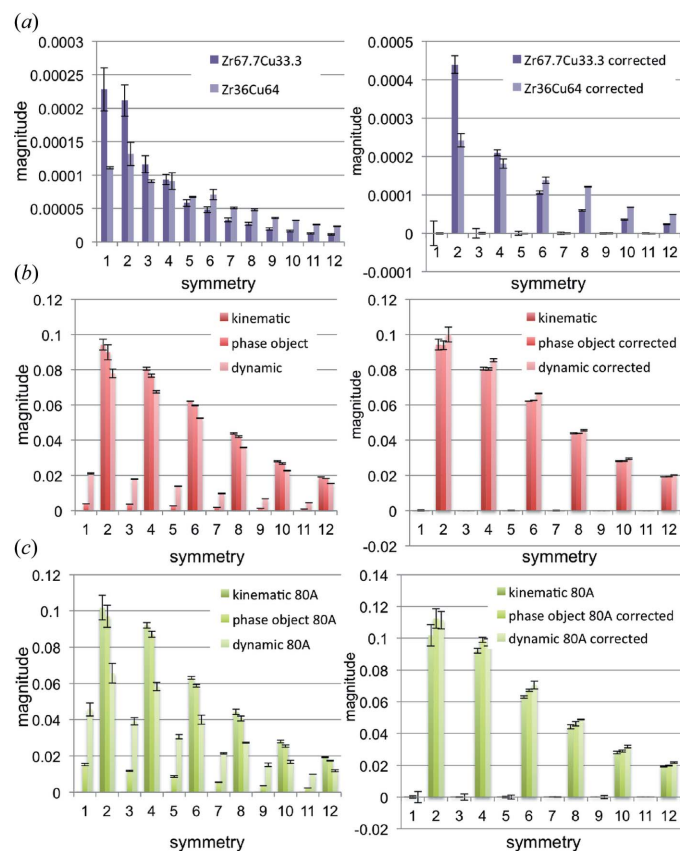 (a)
0.0003
0.00025
0.0002
0.00015
0.0001
0.00005
0
magnitude
Zr67.7Cu33.3
Zr36Cu64
1 2 3 4 5 6 7 8 9 10 11 12
symmetry
0.0005
0.0004
0.0003
0.0002
0.0001
0
-0.0001
magnitude
Zr67.7Cu33.3 corrected
Zr36Cu64 corrected
1 2 3 4 5 6 7 8 9 10 11 12
symmetry
(b)
0.12
0.1
0.08
0.06
0.04
0.02
0
magnitude
kinematic
phase object
dynamic
1 2 3 4 5 6 7 8 9 10 11 12
symmetry
0.12
0.1
0.08
0.06
0.04
0.02
0
-0.02
magnitude
kinematic
phase object corrected
dynamic corrected
1 2 3 4 5 6 7 8 9 10 11 12
symmetry
(c)
0.12
0.1
0.08
0.06
0.04
0.02
0
magnitude
kinematic 80A
phase object 80A
dynamic 80A
1 2 3 4 5 6 7 8 9 10 11 12
symmetry
0.14
0.12
0.1
0.08
0.06
0.04
0.02
0
-0.02
magnitude
kinematic 80A
phase object 80A corrected
dynamic 80A corrected
1 2 3 4 5 6 7 8 9 10 11 12
symmetry